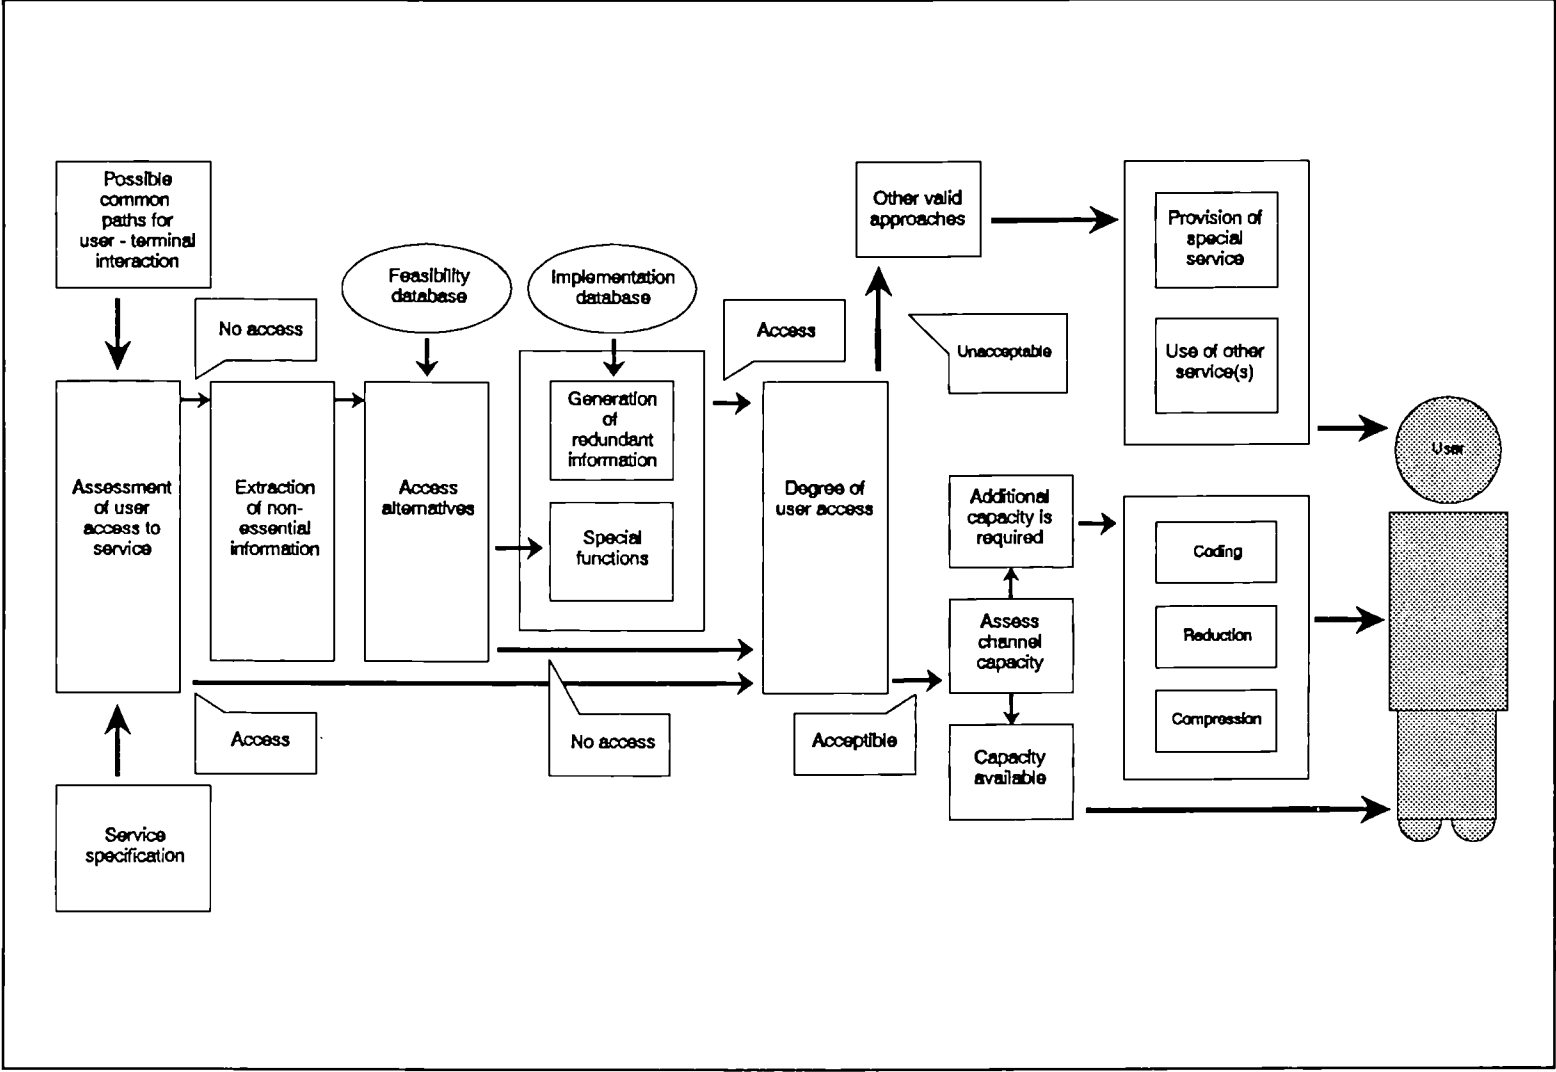 Possible
common
paths for
user - terminal
interaction
No access
Feasibility
database
Implementation
database
Access
Other valid
approaches
Unacceptable
Provision of
special
service
Use of other
service(s)
User
Assessment
of user
access to
service
Extraction
of non-
essential
information
Access
alternatives
Generation
of
redundant
information
Special
functions
Degree of
user access
Additional
capacity is
required
Assess
channel
capacity
Capacity
available
Coding
Reduction
Compression
Access
No access
Acceptible
Service
specification